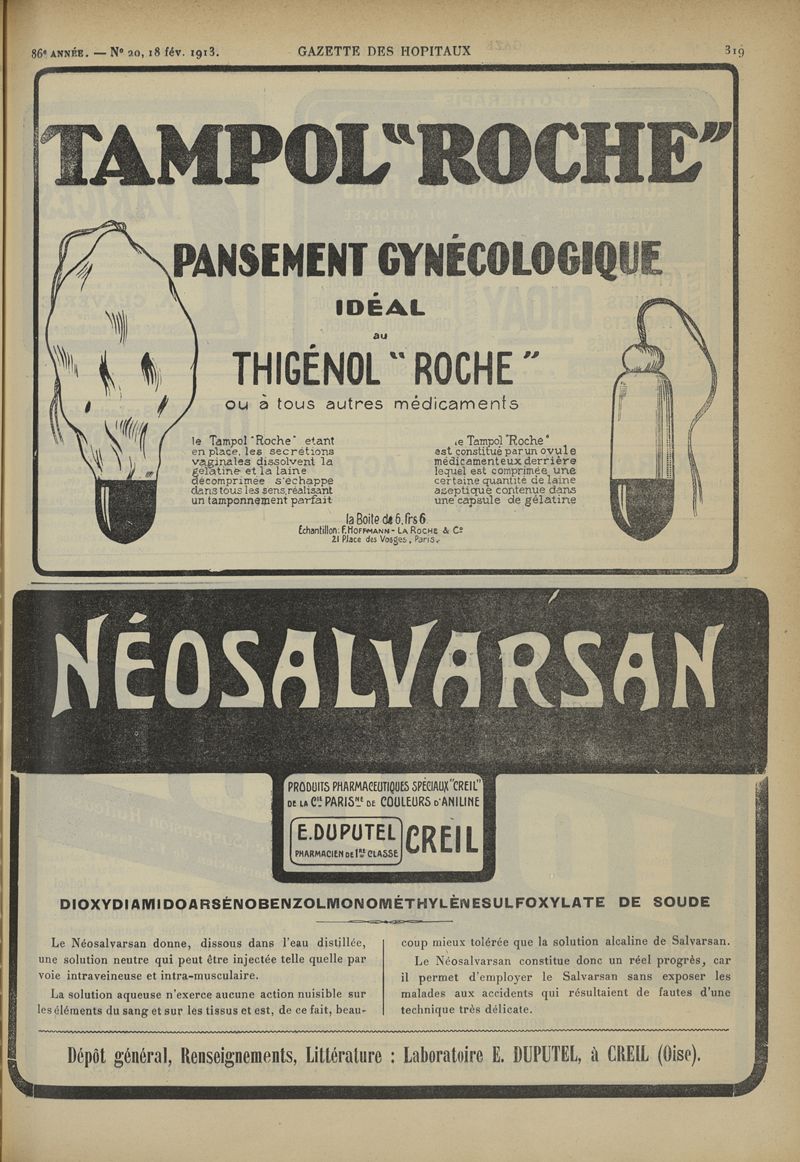 86e ANNÉE. — No 20, 18 fév. 1913.
GAZETTE DES HOPITAUX
319
TAMPOL "ROCHE"
PANSEMENT GYNÉCOLOGIQUE
IDÉAL
au
THIGÉNOL "ROCHE"
ou à tous autres médicaments
le Tampol "Roche" etant
en place, les secrétions
vaginales dissolvent la
gelatine et la laine
décomprimée s'echappe
dans tous les sens, réalisant
un tamponnement parfait
le Tampol "Roche"
est constitué par un ovule
médicamenteux derrière
lequel est comprimée une
certaine quantité de laine
aseptique contenue dans
une capsule de gélatine
la Boite de 6, frs 6
Échantillon: F. HOFFMANN - LA ROCHE & Co
21 Place des Vosges, Paris.
NÉOSALVARSAN
PRODUITS PHARMACEUTIQUES SPÉCIAUX "CREIL"
DE LA Cie PARISne DE COULEURS D'ANILINE
E. DUPUTEL
PHARMACIEN DE 1re CLASSE
CREIL
DIOXYDIAMIDOARSÉNOBENZOLMONOMÉTHYLÈNESULFOXYLATE DE SOUDE
Le Néosalvarsan donne, dissous dans l'eau distillée,
une solution neutre qui peut être injectée telle quelle par
voie intraveineuse et intra-musculaire.
La solution aqueuse n'exerce aucune action nuisible sur
les éléments du sang et sur les tissus et est, de ce fait, beau-
coup mieux tolérée que la solution alcaline de Salvarsan.
Le Néosalvarsan constitue donc un réel progrès, car
il permet d'employer le Salvarsan sans exposer les
malades aux accidents qui résultaient de fautes d'une
technique très délicate.
Dépôt général, Renseignements, Littérature : Laboratoire E. DUPUTEL, à CREIL (Oise).